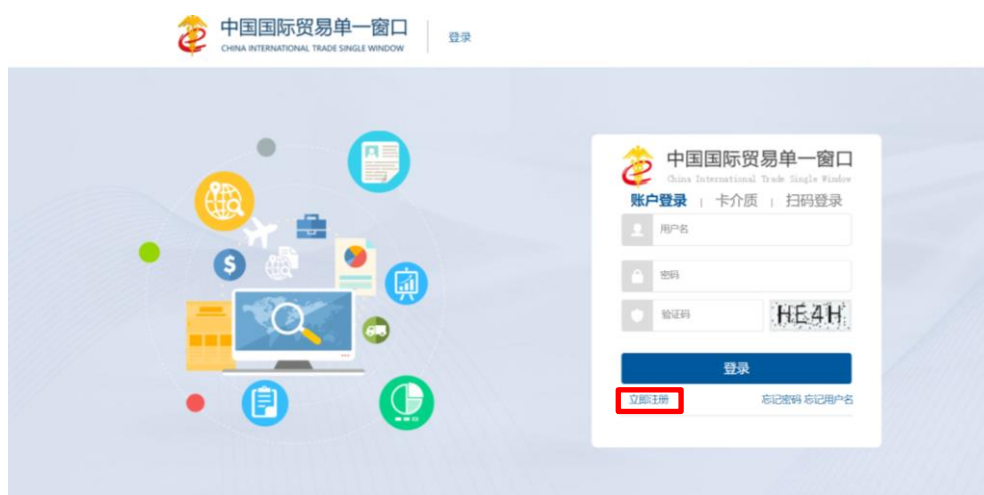 中国国际贸易单一窗口
CHINA INTERNATIONAL TRADE SINGLE WINDOW
登录
中国国际贸易单一窗口
China International Trade Single Window
账户登录 | 卡介质 | 扫码登录
用户名
密码
验证码 HE4H
登录
立即注册 忘记密码 忘记用户名